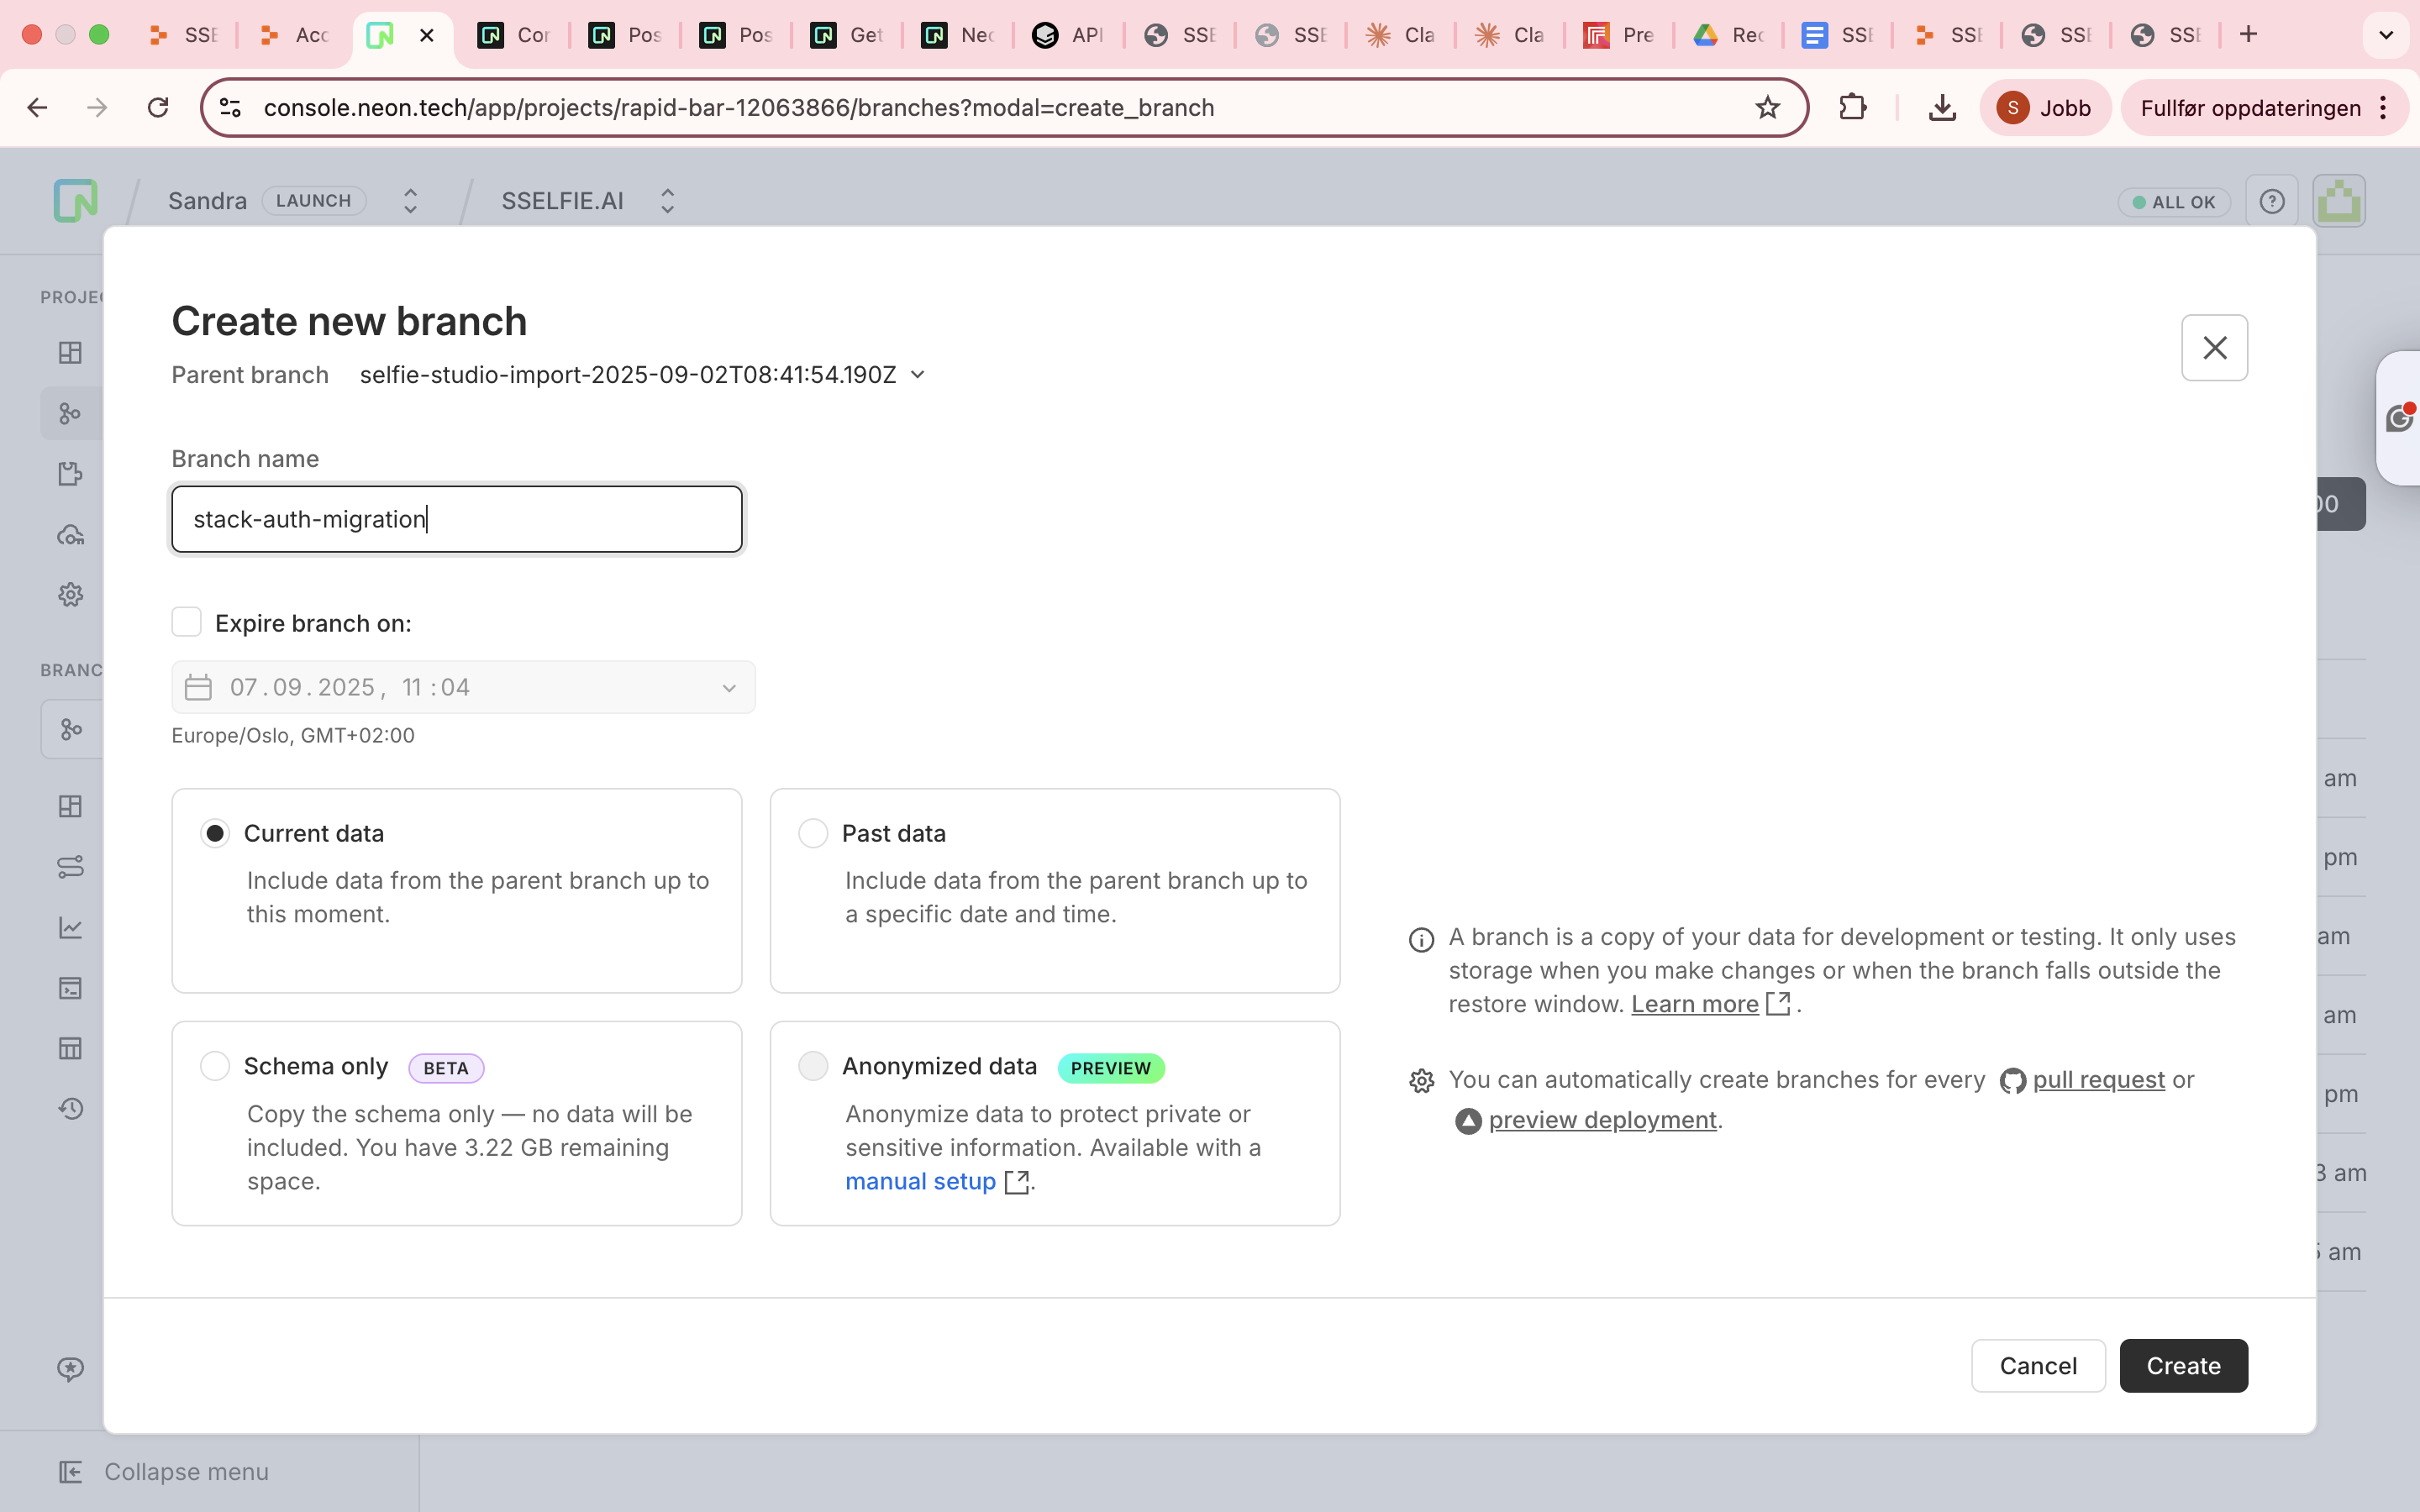 SSE
Acc
Cor
Pos
Pos
Get
Neo
API
SSE
SSE
Cla
Cla
Pre
Rec
SSE
SSE
SSE
SSE
console.neon.tech/app/projects/rapid-bar-12063866/branches?modal=create_branch
S
Jobb
Fullfør oppdateringen
Sandra
LAUNCH
SSELFIE.AI
ALL OK
PROJEC
Create new branch
Parent branch selfie-studio-import-2025-09-02T08:41:54.190Z
Branch name
stack-auth-migration
00
Expire branch on:
BRANC
07.09.2025, 11:04
Europe/Oslo, GMT+02:00
Current data
Include data from the parent branch up to
this moment.
Past data
Include data from the parent branch up to
a specific date and time.
Schema only BETA
Copy the schema only — no data will be
included. You have 3.22 GB remaining
space.
Anonymized data PREVIEW
Anonymize data to protect private or
sensitive information. Available with a
manual setup.
A branch is a copy of your data for development or testing. It only uses
storage when you make changes or when the branch falls outside the
restore window. Learn more.
You can automatically create branches for every pull request or
preview deployment.
am
pm
am
am
pm
3 am
am
Cancel
Create
Collapse menu